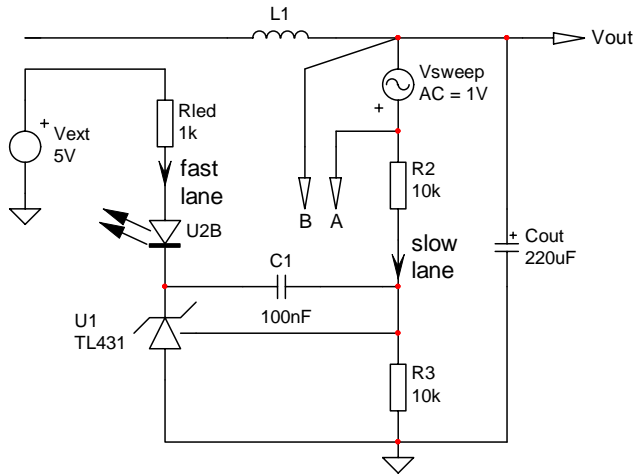 L1
Vout
Vsweep
AC = 1V
+
Rled
1k
+
Vext
5V
fast
lane
R2
10k
B
A
U2B
slow
lane
+
Cout
220uF
C1
100nF
U1
TL431
R3
10k